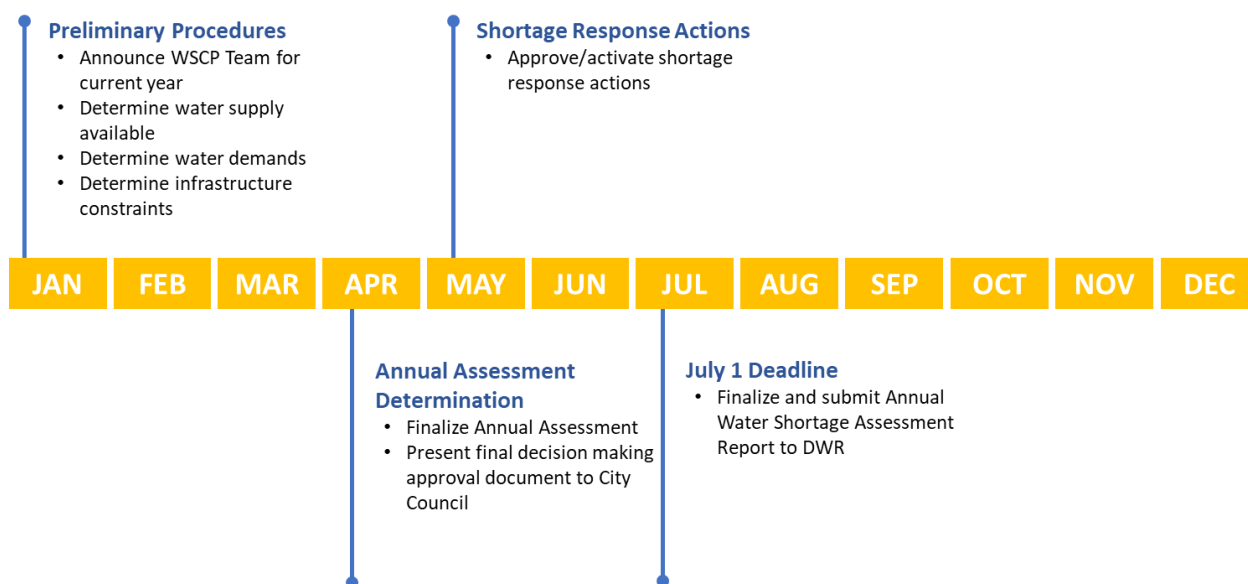 Preliminary Procedures
• Announce WSCP Team for
current year
• Determine water supply
available
• Determine water demands
• Determine infrastructure
constraints
Shortage Response Actions
• Approve/activate shortage
response actions
JAN FEB MAR APR MAY JUN JUL AUG SEP OCT NOV DEC
Annual Assessment
Determination
• Finalize Annual Assessment
• Present final decision making
approval document to City
Council
July 1 Deadline
• Finalize and submit Annual
Water Shortage Assessment
Report to DWR